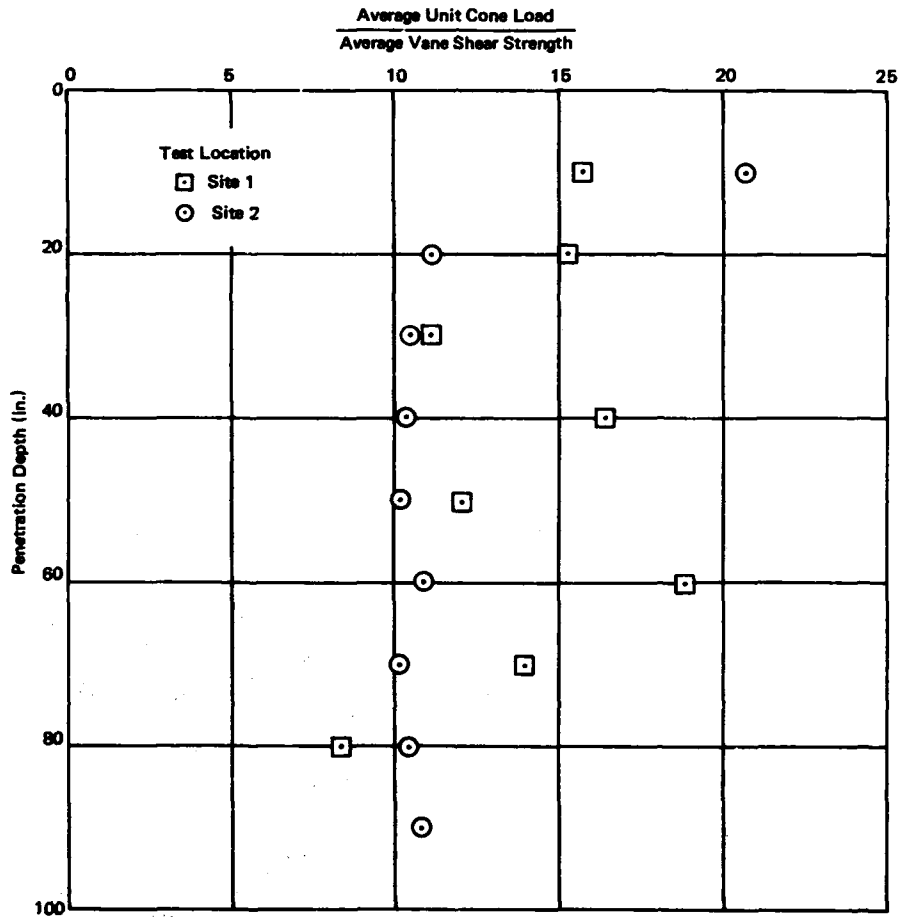 Average Unit Cone Load
Average Vane Shear Strength
0 5 10 15 20 25
0
Test Location
Site 1
Site 2
20
40
Penetration Depth (In.)
60
80
100